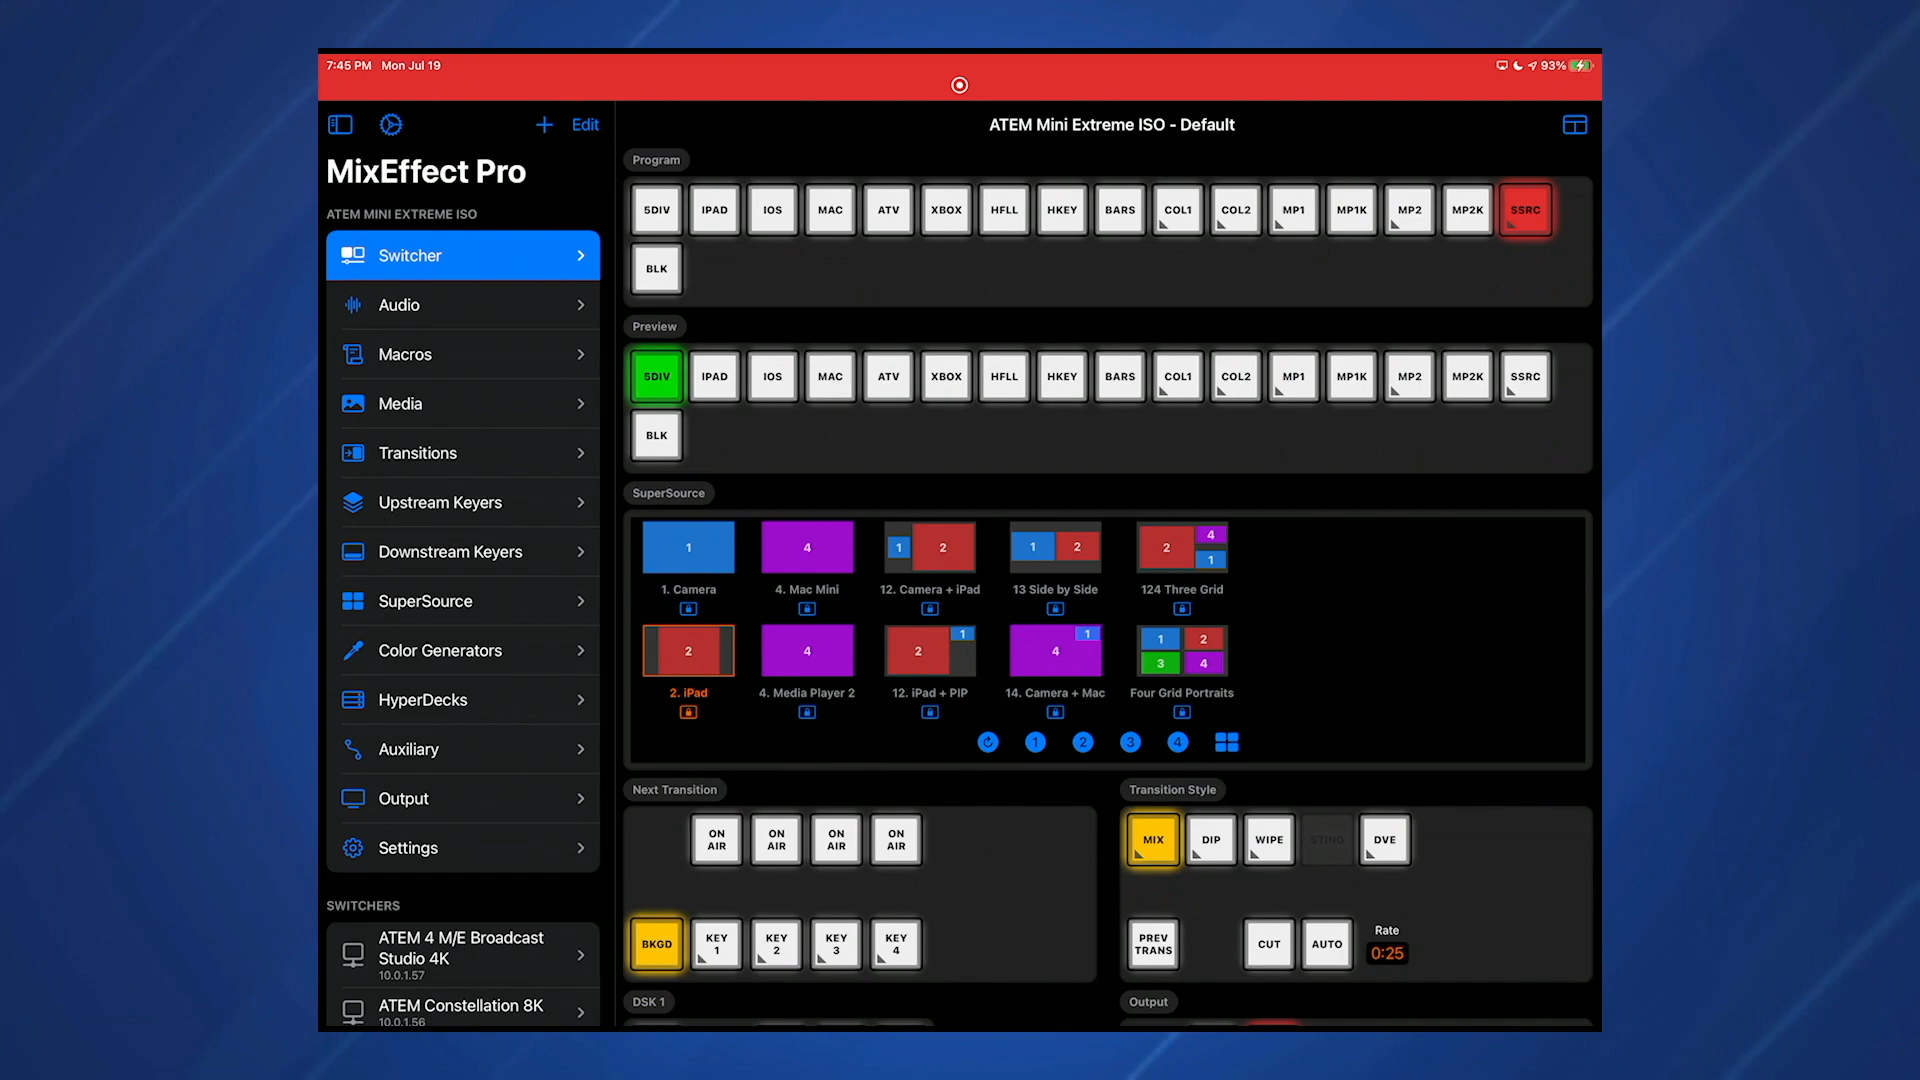 7:45 PM Mon Jul 19
93%
Edit
ATEM Mini Extreme ISO - Default
MixEffect Pro
ATEM MINI EXTREME ISO
Switcher
Audio
Macros
Media
Transitions
Upstream Keyers
Downstream Keyers
SuperSource
Color Generators
HyperDecks
Auxiliary
Output
Settings
SWITCHERS
ATEM 4 M/E Broadcast
Studio 4K
10.0.1.57
ATEM Constellation 8K
10.0.1.56
Program
5DIV IPAD IOS MAC ATV XBOX HFLL HKEY BARS COL1 COL2 MP1 MP1K MP2 MP2K SSRC
BLK
Preview
5DIV IPAD IOS MAC ATV XBOX HFLL HKEY BARS COL1 COL2 MP1 MP1K MP2 MP2K SSRC
BLK
SuperSource
1 4 1 2 1 2 2 4 1
1. Camera 4. Mac Mini 12. Camera + iPad 13 Side by Side 124 Three Grid
2 4 2 1 4 1 1 2 3 4
2. iPad 4. Media Player 2 12. iPad + PIP 14. Camera + Mac Four Grid Portraits
1 2 3 4
Next Transition
ON AIR ON AIR ON AIR ON AIR
BKGD KEY 1 KEY 2 KEY 3 KEY 4
Transition Style
MIX DIP WIPE STING DVE
PREV TRANS CUT AUTO Rate 0:25
DSK 1
Output